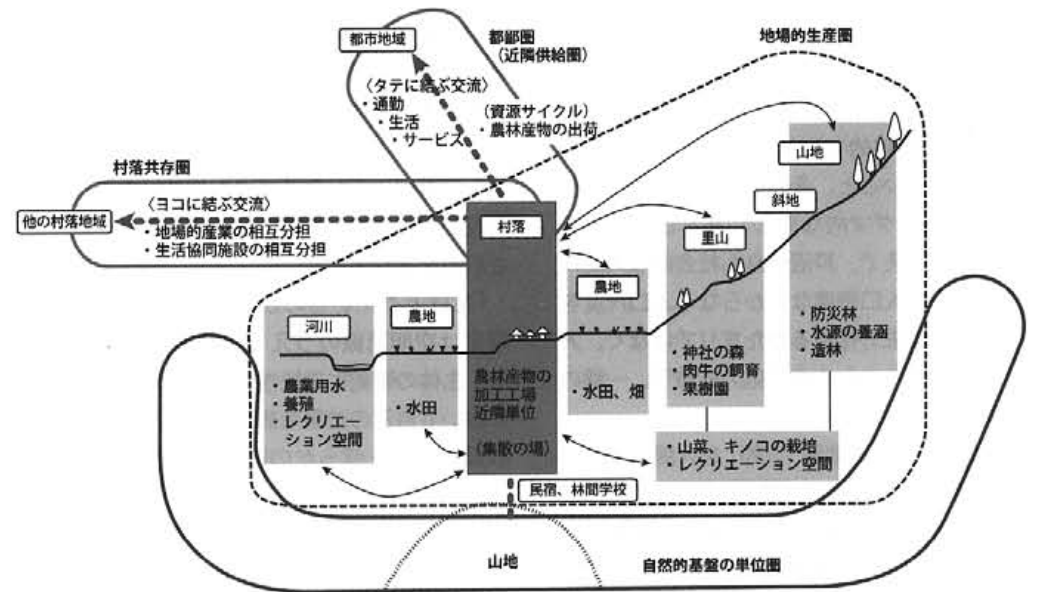 都市地域
都鄙圏
（近隣供給圏）
地場的生産圏
〈タテに結ぶ交流〉
・通勤
・生活
・サービス
（資源サイクル）
・農林産物の出荷
村落共存圏
他の村落地域
〈ヨコに結ぶ交流〉
・地場的産業の相互分担
・生活協同施設の相互分担
村落
農林産物の
加工工場
近隣単位
（集散の場）
河川
・農業用水
・養殖
・レクリエー
ション空間
農地
・水田
農地
・水田、畑
里山
・神社の森
・肉牛の飼育
・果樹園
斜地
山地
・防災林
・水源の養涵
・造林
・山菜、キノコの栽培
・レクリエーション空間
民宿、林間学校
山地
自然的基盤の単位圏